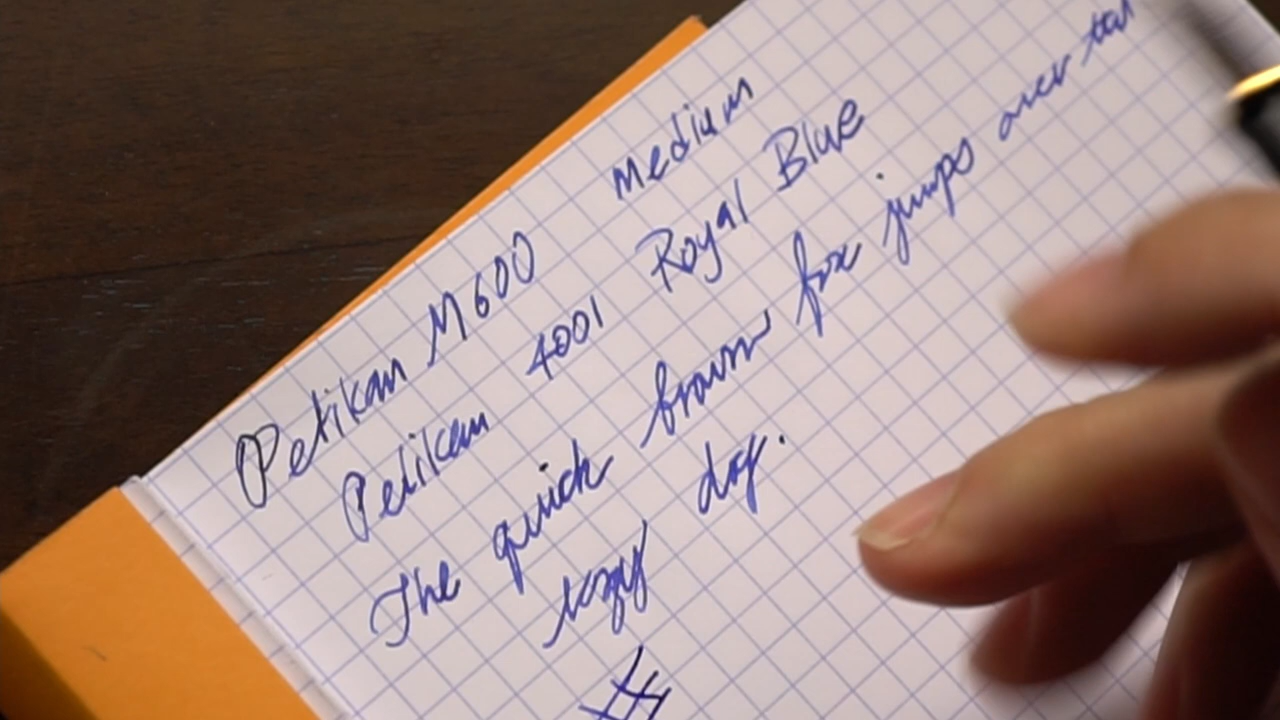 Pelikan M600 Medium
Pelikan 4001 Royal Blue
The quick brown fox jumps over
lazy dog.